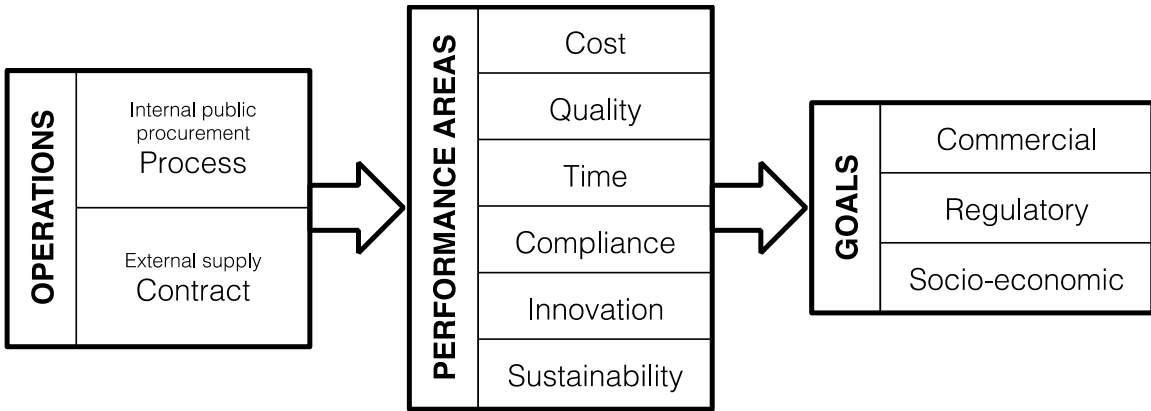 OPERATIONS
Internal public
procurement
Process
External supply
Contract
PERFORMANCE AREAS
Cost
Quality
Time
Compliance
Innovation
Sustainability
GOALS
Commercial
Regulatory
Socio-economic